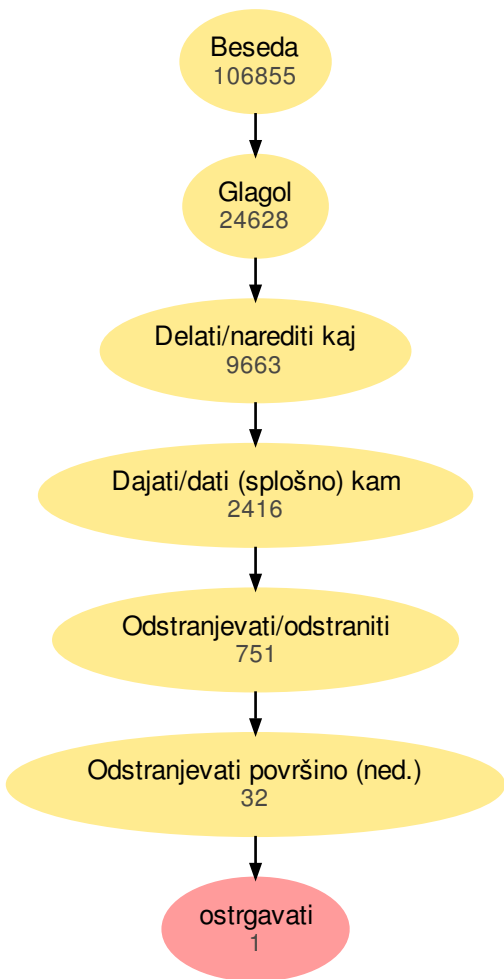 Beseda
106855
Glagol
24628
Delati/narediti kaj
9663
Dajati/dati (splošno) kam
2416
Odstranjevati/odstraniti
751
Odstranjevati površino (ned.)
32
ostrgavati
1